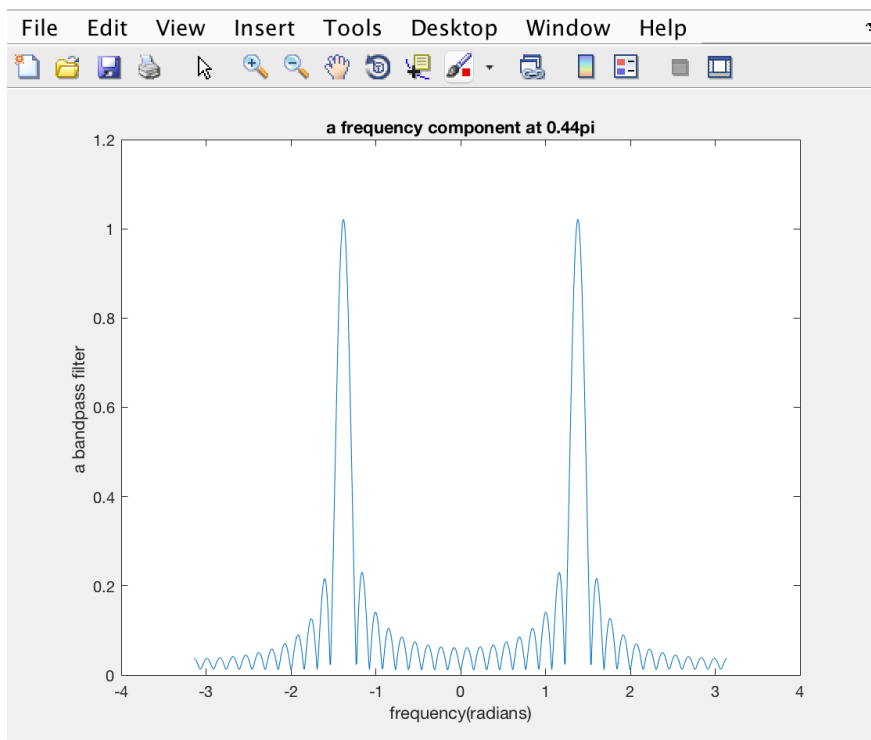 File Edit View Insert Tools Desktop Window Help
a frequency component at 0.44pi
1.2
1
0.8
0.6
0.4
0.2
0
a bandpass filter
-4 -3 -2 -1 0 1 2 3 4
frequency(radians)